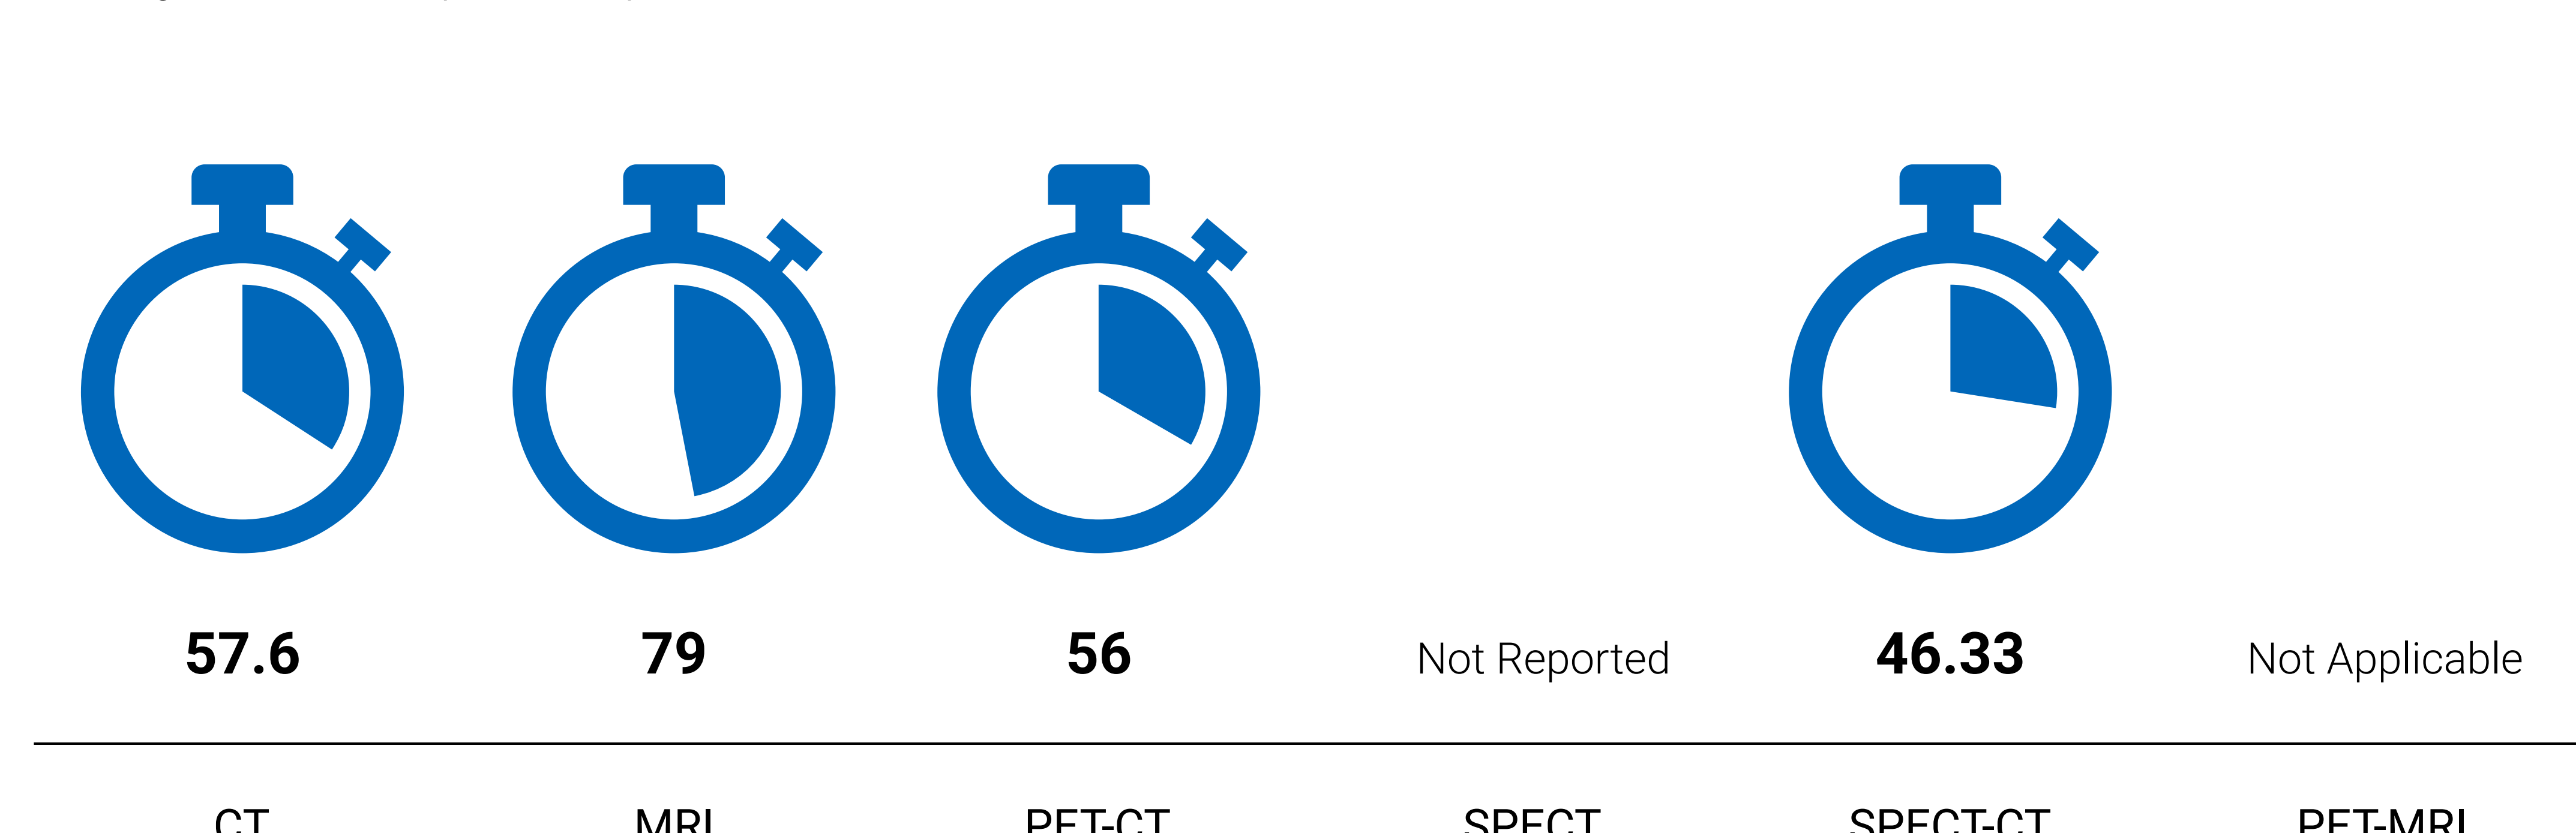 57.6 79 56 Not Reported 46.33 Not Applicable
CT MRI PET-CT SPECT SPECT-CT PET-MRI